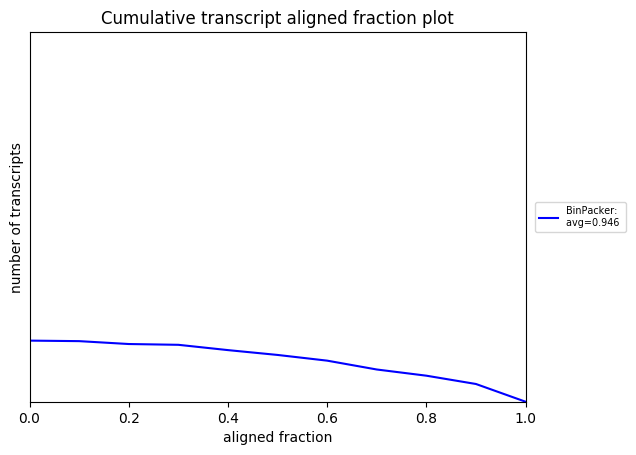 Cumulative transcript aligned fraction plot
number of transcripts
BinPacker:
avg=0.946
0.0 0.2 0.4 0.6 0.8 1.0
aligned fraction